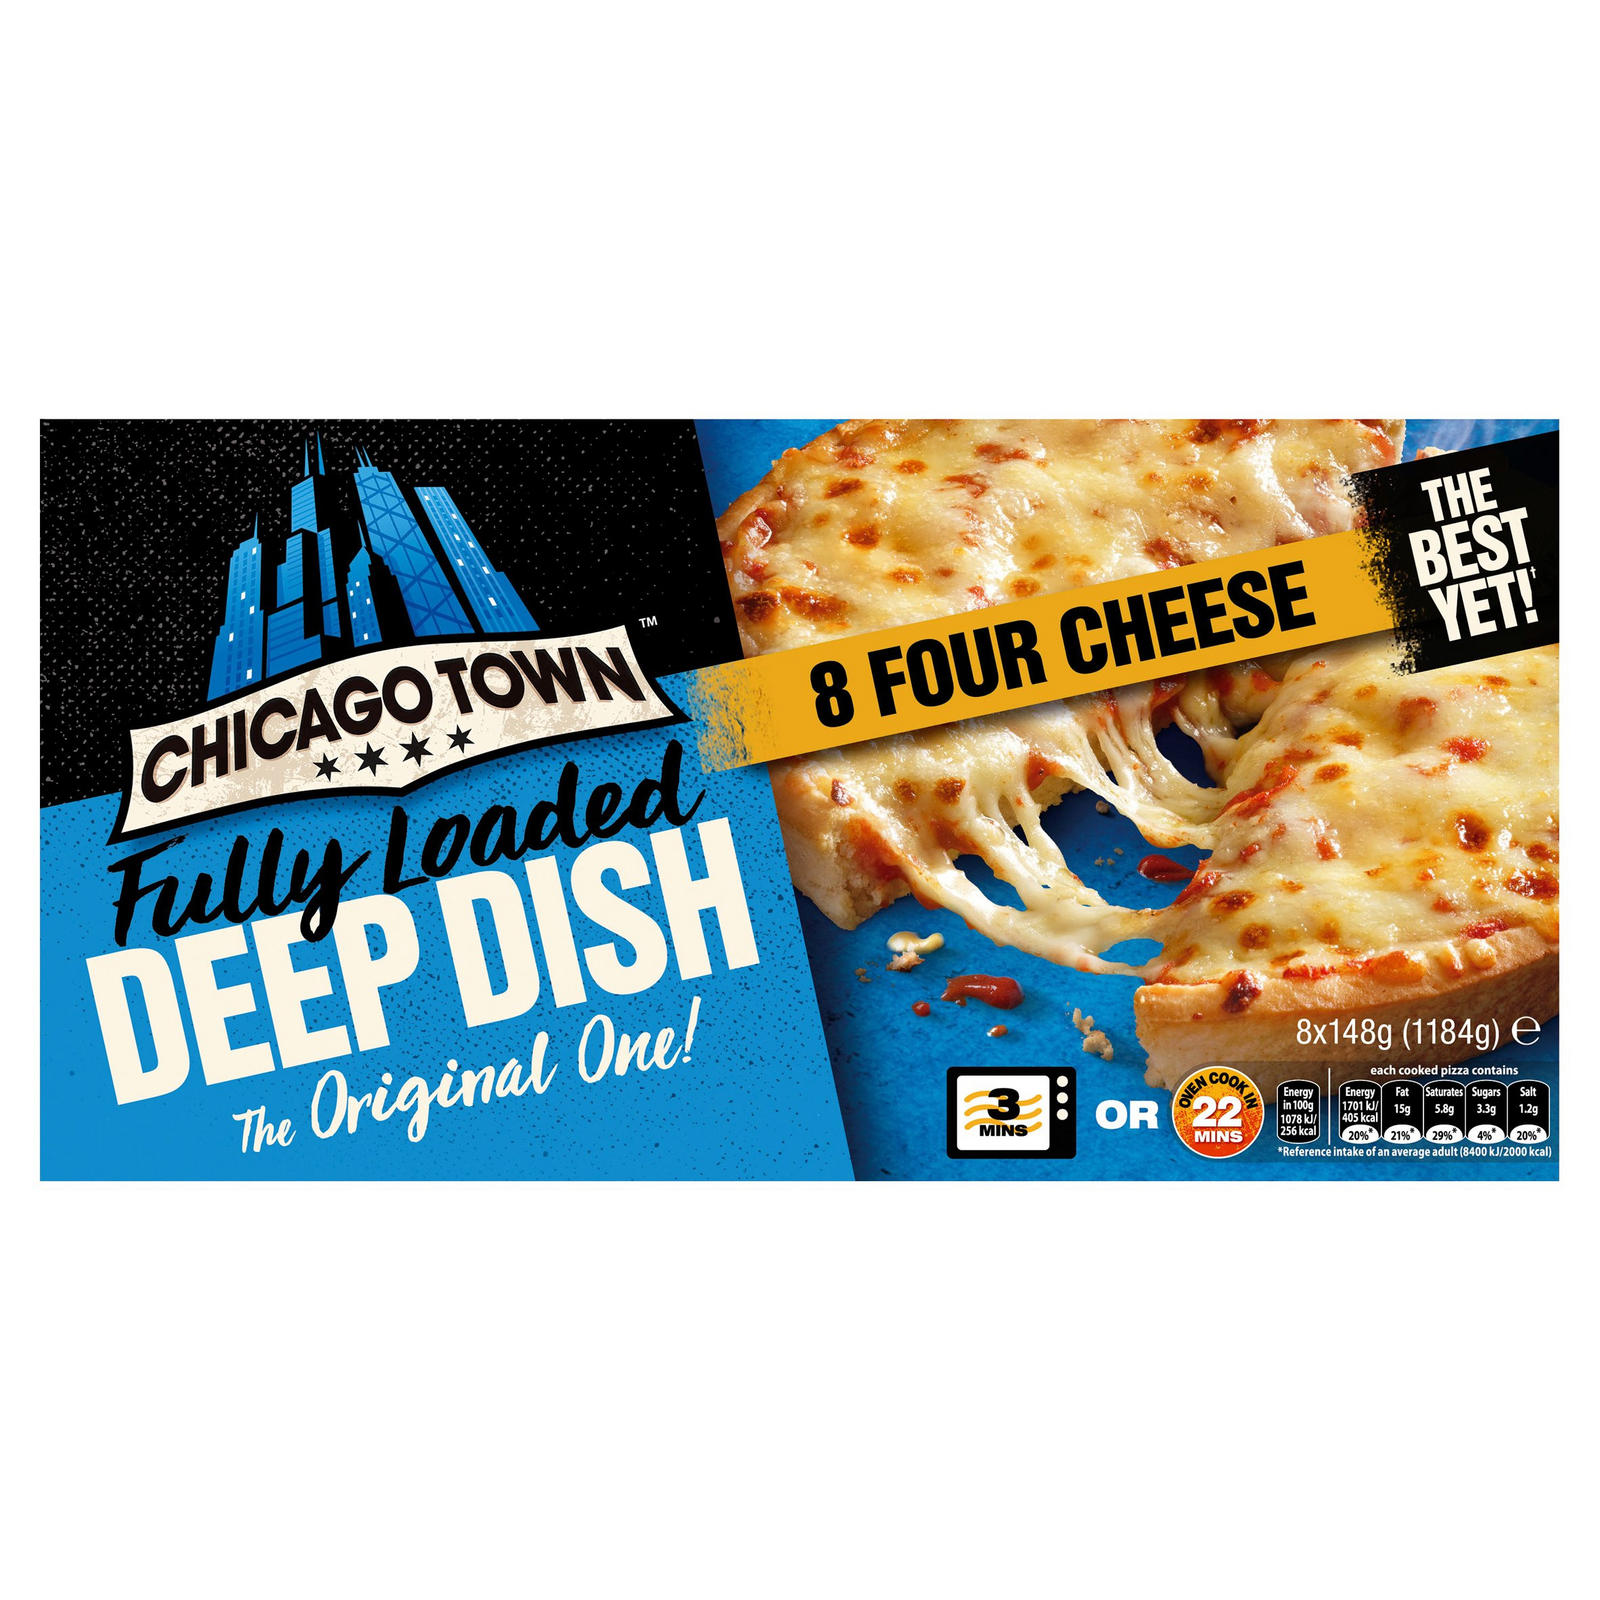 CHICAGO TOWN ™
Fully Loaded
DEEP DISH
The Original One!
8 FOUR CHEESE
THE
BEST
YET!†
8x148g (1184g) ℮
3
MINS
OR
OVEN COOK IN
22
MINS
each cooked pizza contains
Energy
in 100g
1078 kJ/
256 kcal
Energy
1701 kJ/
405 kcal
20%*
Fat
15g
21%*
Saturates
5.8g
29%*
Sugars
3.3g
4%*
Salt
1.2g
20%*
*Reference intake of an average adult (8400 kJ/2000 kcal)